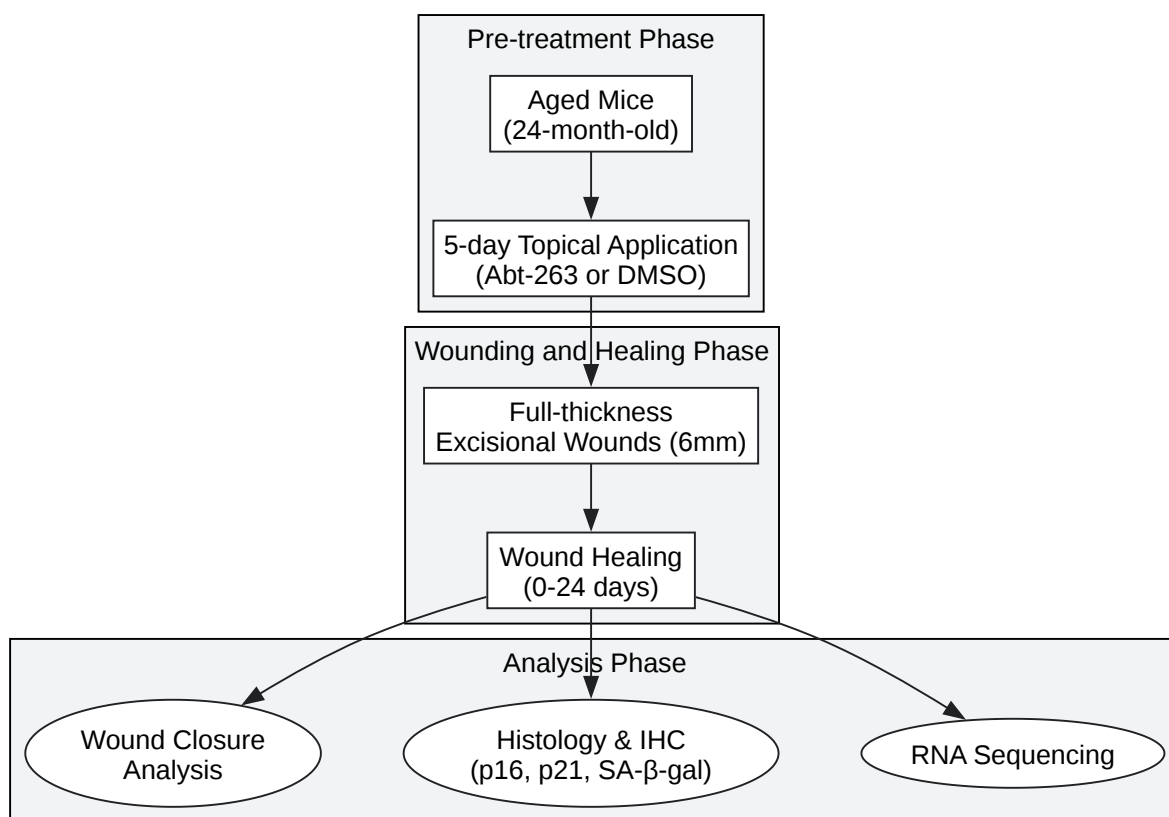 Pre-treatment Phase
Aged Mice
(24-month-old)
5-day Topical Application
(Abt-263 or DMSO)
Wounding and Healing Phase
Full-thickness
Excisional Wounds (6mm)
Wound Healing
(0-24 days)
Analysis Phase
Wound Closure
Analysis
Histology & IHC
(p16, p21, SA-β-gal)
RNA Sequencing